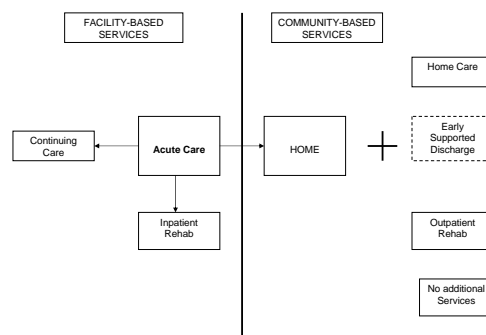 FACILITY-BASED
SERVICES
COMMUNITY-BASED
SERVICES
Home Care
Continuing
Care
Acute Care
HOME
Early
Supported
Discharge
Inpatient
Rehab
Outpatient
Rehab
No additional
Services